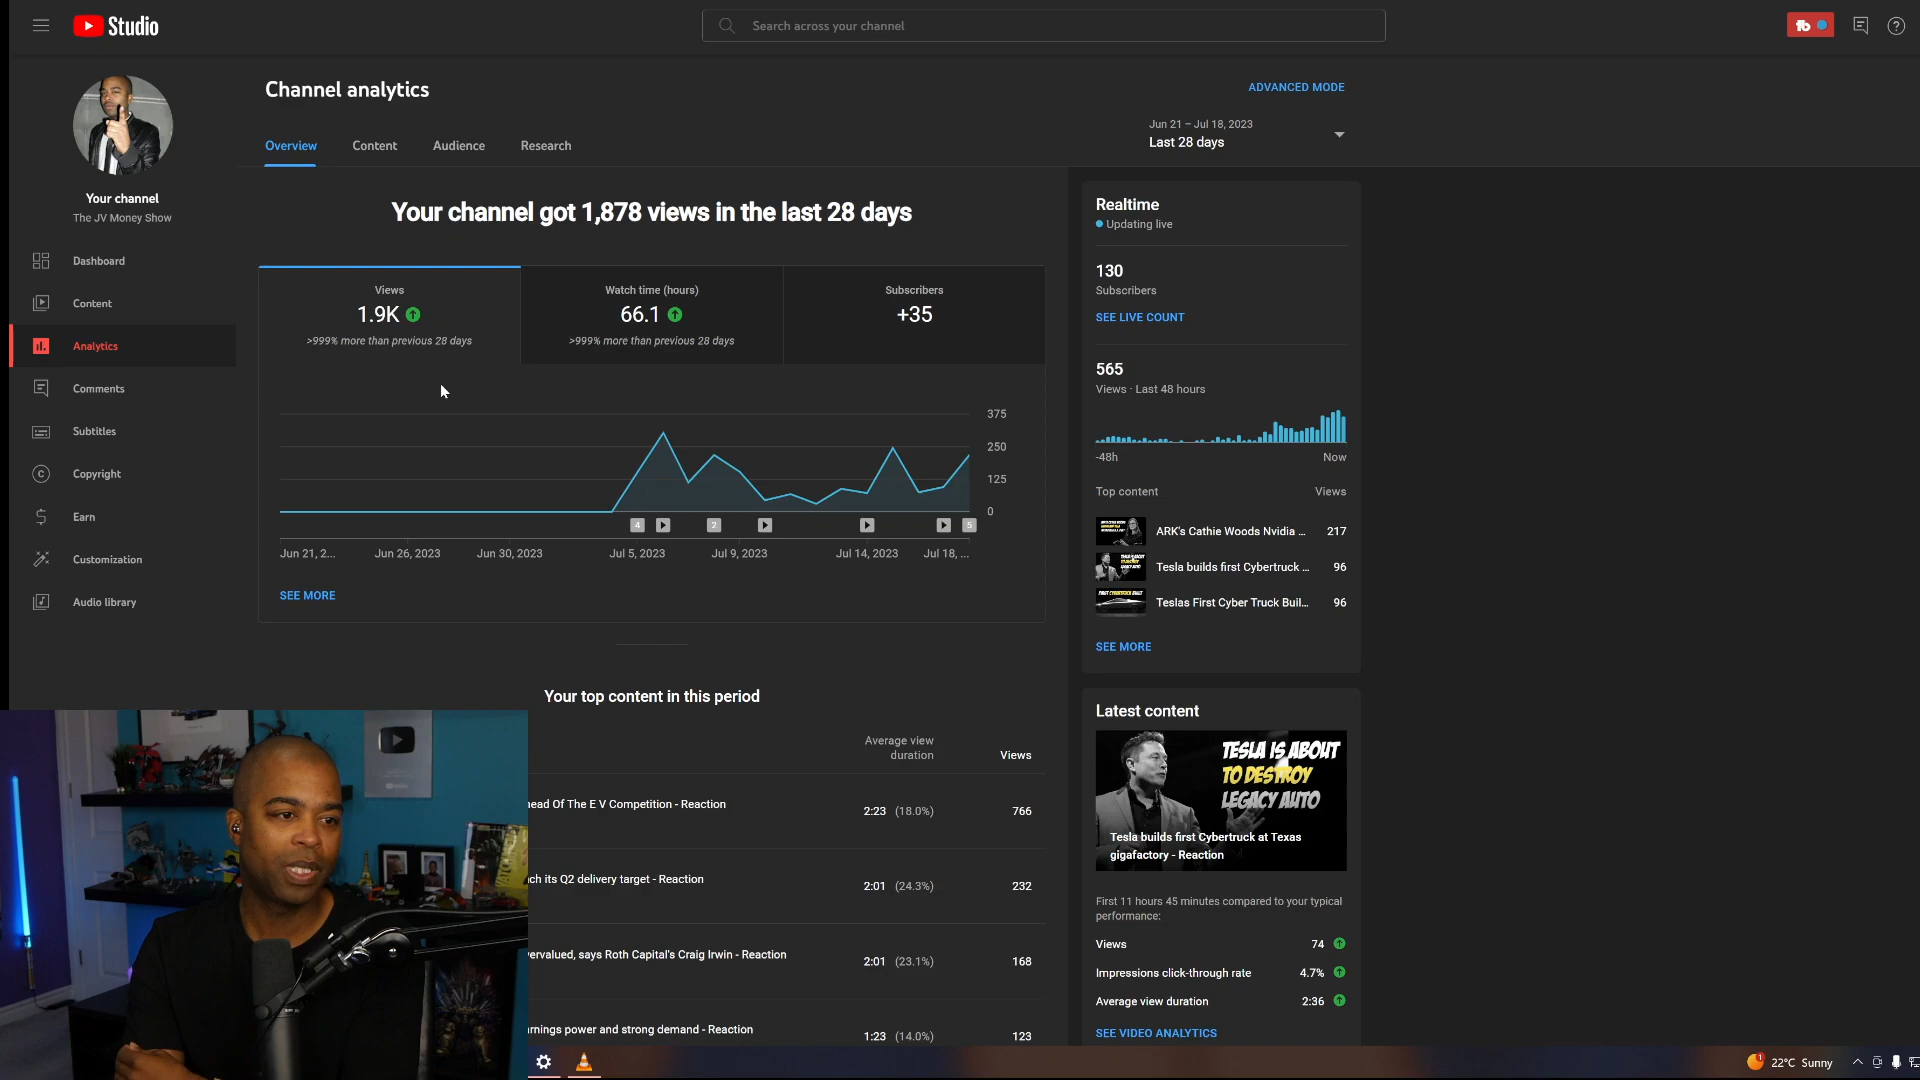 Studio
Search across your channel
Channel analytics
ADVANCED MODE
Jun 21 – Jul 18, 2023
Last 28 days
Overview
Content
Audience
Research
Your channel
The JV Money Show
Dashboard
Content
Analytics
Comments
Subtitles
Copyright
Earn
Customization
Audio library
Your channel got 1,878 views in the last 28 days
Views
1.9K
>999% more than previous 28 days
Watch time (hours)
66.1
>999% more than previous 28 days
Subscribers
+35
375
250
125
0
4
2
5
Jun 21, 2...
Jun 26, 2023
Jun 30, 2023
Jul 5, 2023
Jul 9, 2023
Jul 14, 2023
Jul 18, ...
SEE MORE
Your top content in this period
Average view
duration
Views
ead Of The E V Competition - Reaction
2:23 (18.0%)
766
ch its Q2 delivery target - Reaction
2:01 (24.3%)
232
ervalued, says Roth Capital's Craig Irwin - Reaction
2:01 (23.1%)
168
rnings power and strong demand - Reaction
1:23 (14.0%)
123
Realtime
Updating live
130
Subscribers
SEE LIVE COUNT
565
Views · Last 48 hours
-48h
Now
Top content
Views
ARK's Cathie Woods Nvidia ...
217
Tesla builds first Cybertruck ...
96
Teslas First Cyber Truck Buil...
96
SEE MORE
Latest content
TESLA IS ABOUT
TO DESTROY
LEGACY AUTO
Tesla builds first Cybertruck at Texas
gigafactory - Reaction
First 11 hours 45 minutes compared to your typical
performance:
Views
74
Impressions click-through rate
4.7%
Average view duration
2:36
SEE VIDEO ANALYTICS
22°C Sunny